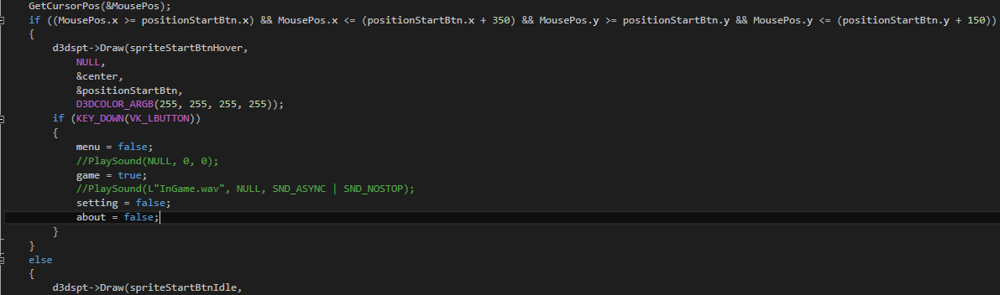 GetCursorPos(&MousePos);
if ((MousePos.x >= positionStartBtn.x) && MousePos.x <= (positionStartBtn.x + 350) && MousePos.y >= positionStartBtn.y && MousePos.y <= (positionStartBtn.y + 150))
{
d3dspt->Draw(spriteStartBtnHover,
NULL,
&center,
&positionStartBtn,
D3DCOLOR_ARGB(255, 255, 255, 255));
if (KEY_DOWN(VK_LBUTTON))
{
menu = false;
//PlaySound(NULL, 0, 0);
game = true;
//PlaySound(L"InGame.wav", NULL, SND_ASYNC | SND_NOSTOP);
setting = false;
about = false;
}
}
else
{
d3dspt->Draw(spriteStartBtnIdle,